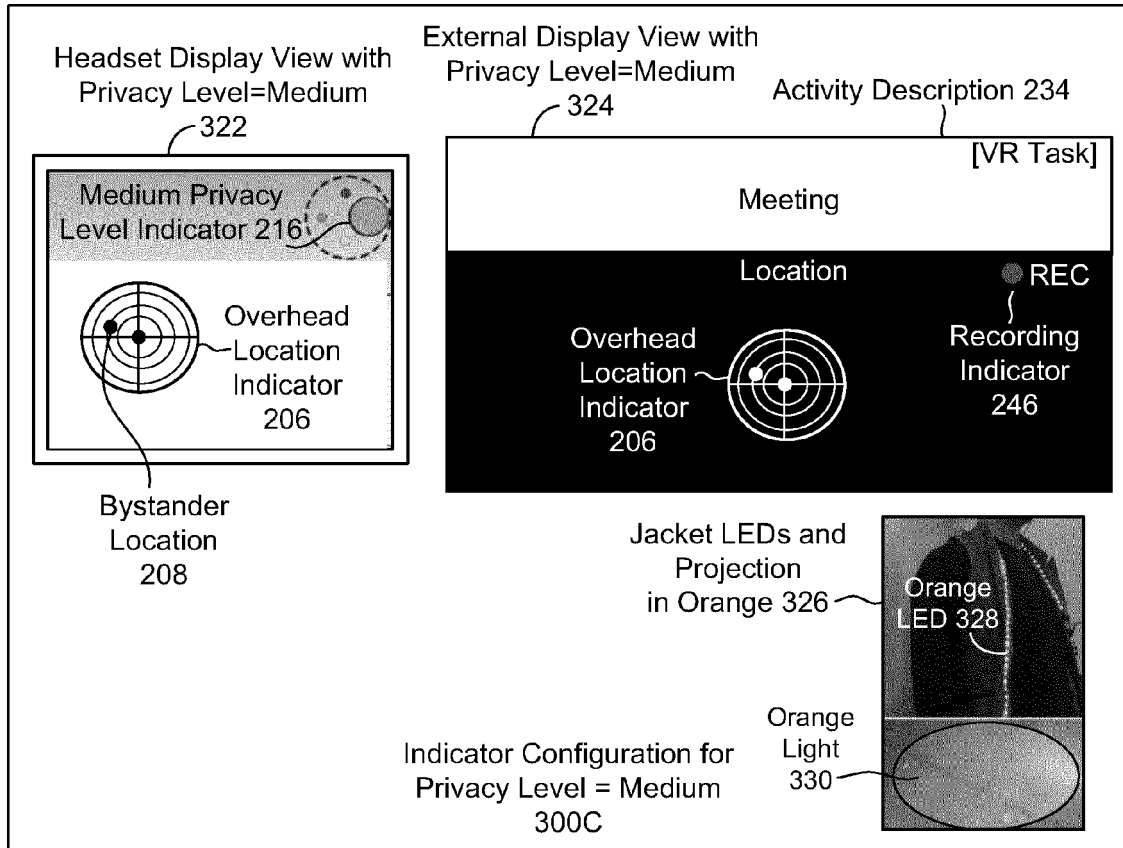 Headset Display View with
Privacy Level=Medium
322
External Display View with
Privacy Level=Medium
324
Activity Description 234
Medium Privacy
Level Indicator 216
[VR Task]
Meeting
Location
REC
Overhead
Location
Indicator
206
Overhead
Location
Indicator
206
Recording
Indicator
246
Bystander
Location
208
Jacket LEDs and
Projection
in Orange 326
Orange
LED 328
Orange
Light
330
Indicator Configuration for
Privacy Level = Medium
300C